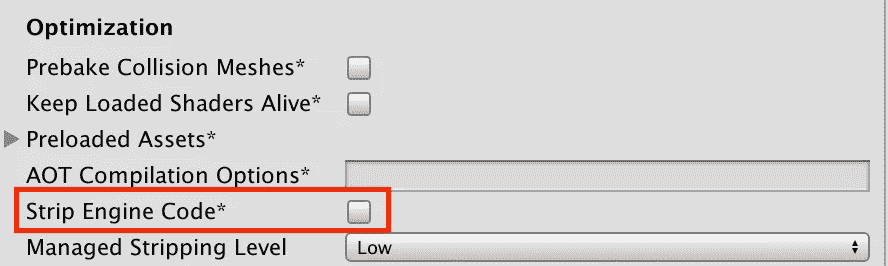 Optimization
Prebake Collision Meshes*
Keep Loaded Shaders Alive*
Preloaded Assets*
AOT Compilation Options*
Strip Engine Code*
Managed Stripping Level Low